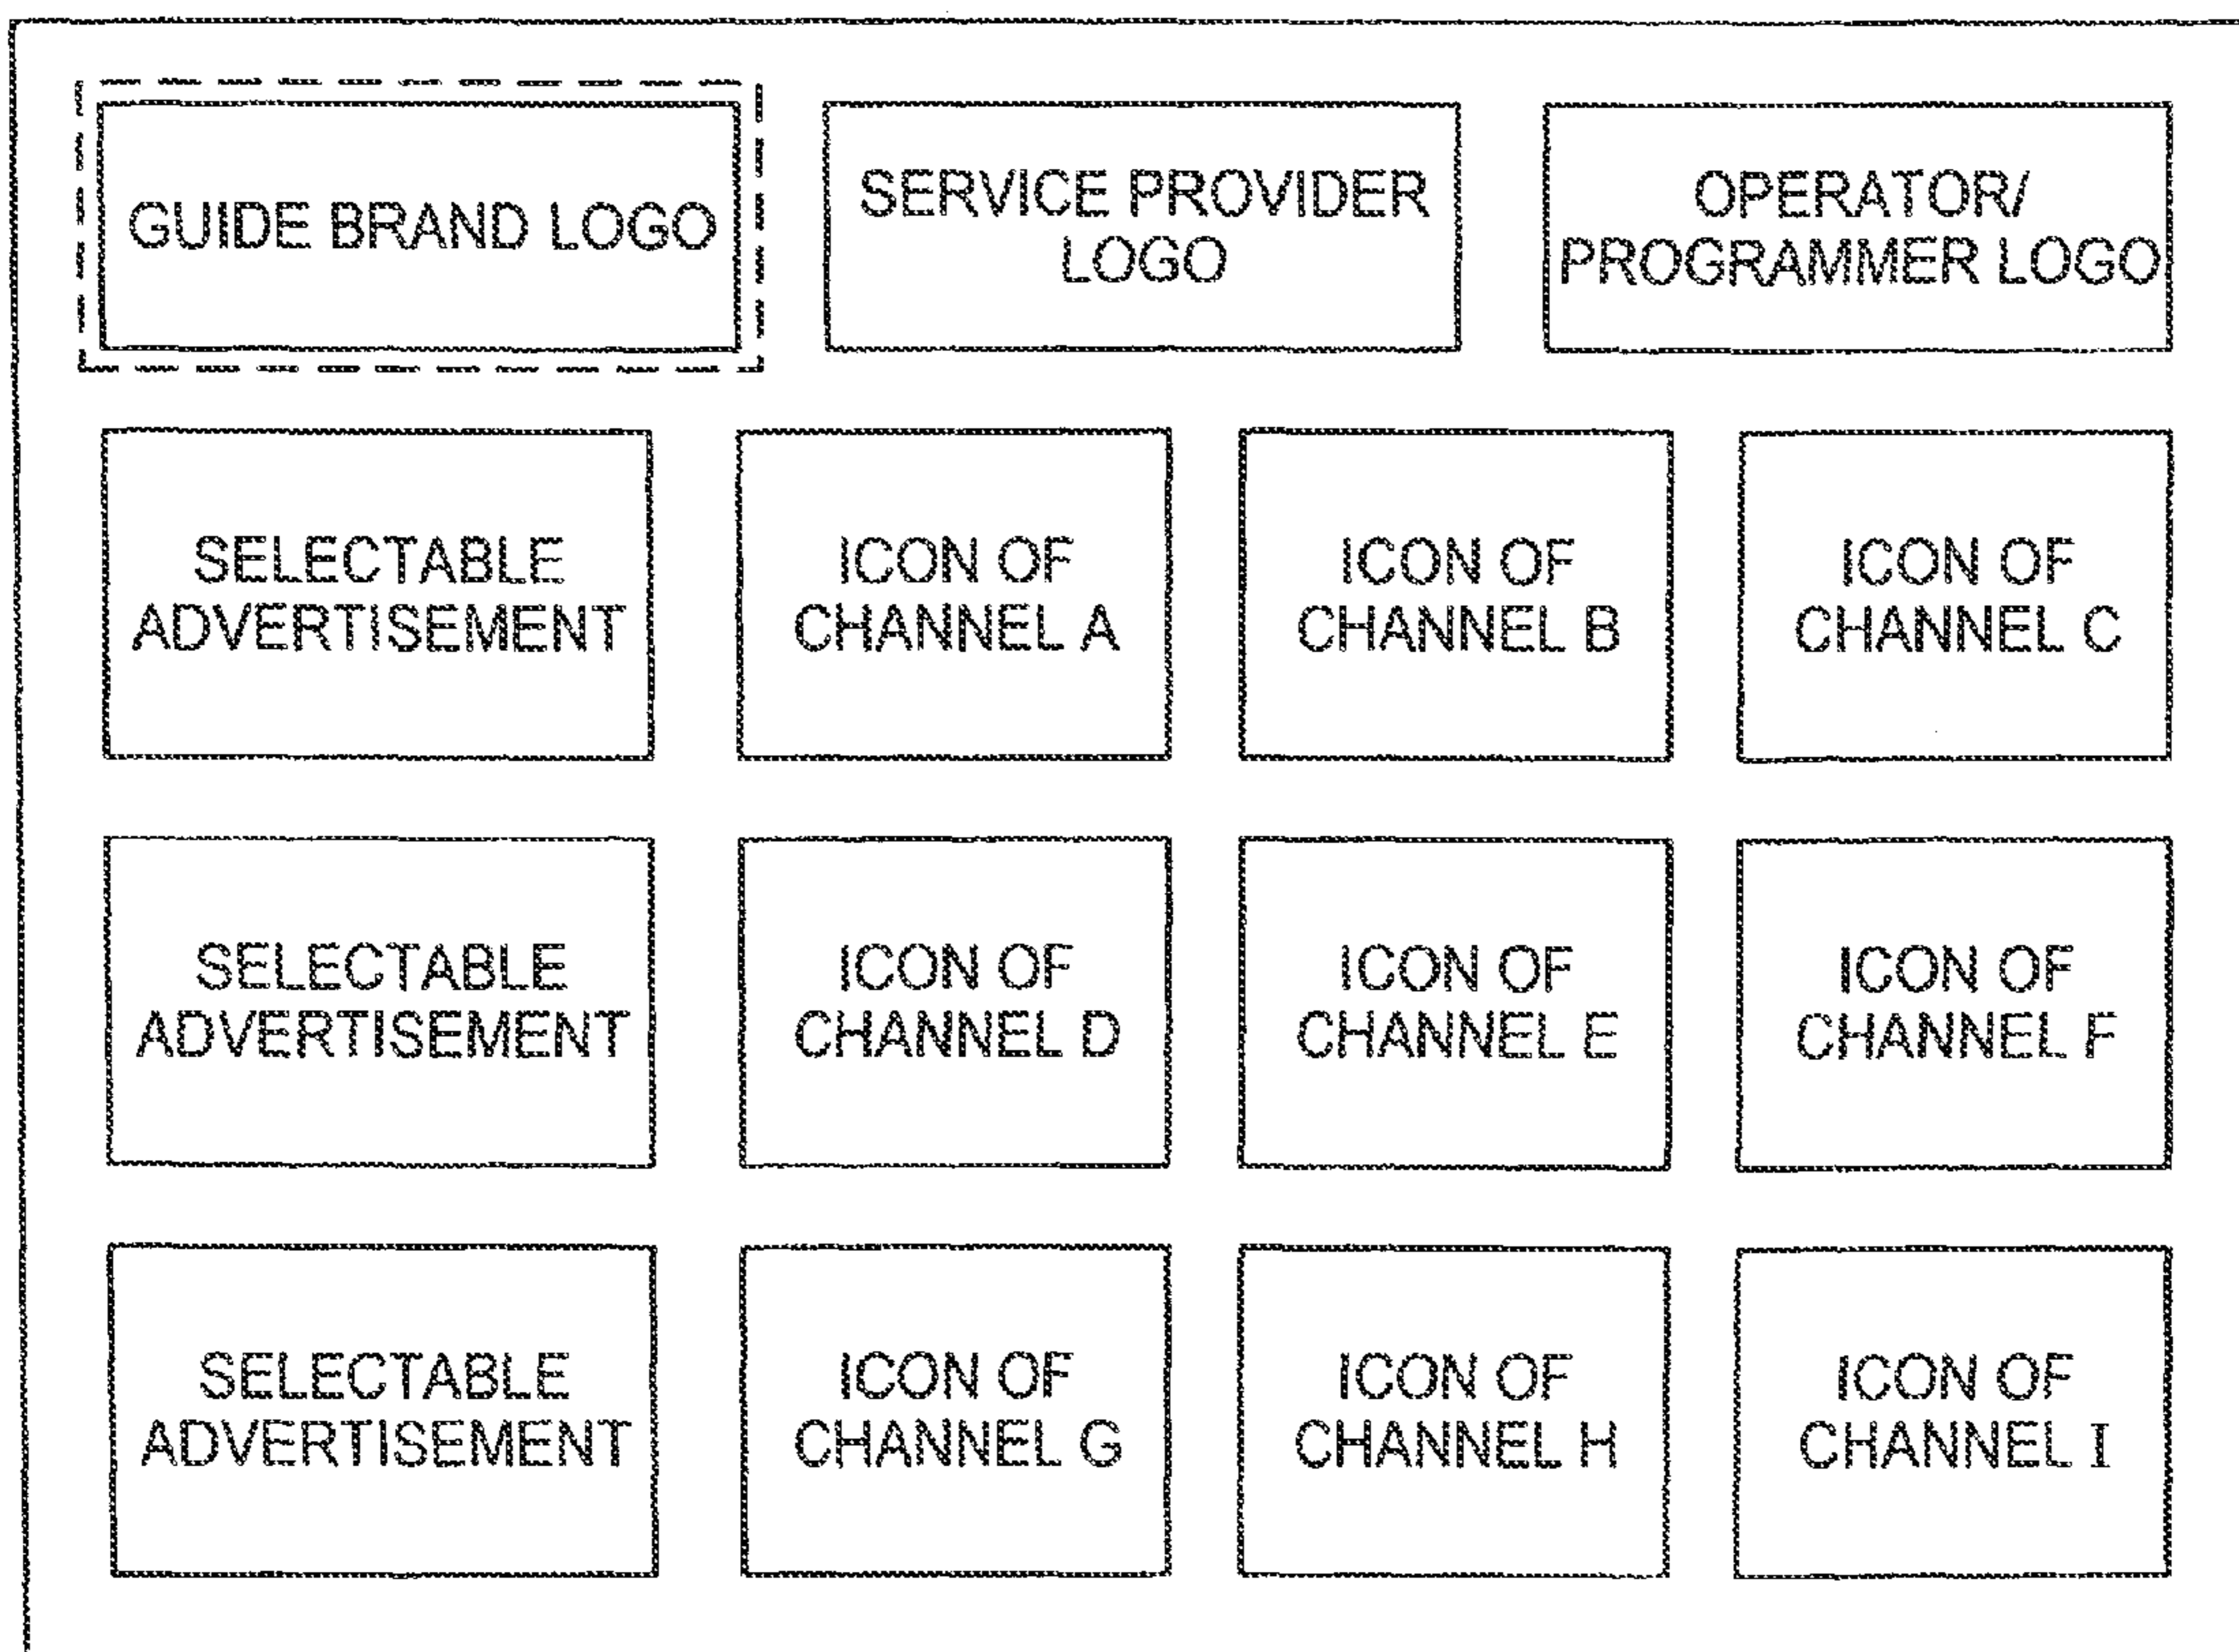 GUIDE BRAND LOGO
SERVICE PROVIDER
LOGO
OPERATOR/
PROGRAMMER LOGO
SELECTABLE
ADVERTISEMENT
ICON OF
CHANNEL A
ICON OF
CHANNEL B
ICON OF
CHANNEL C
SELECTABLE
ADVERTISEMENT
ICON OF
CHANNEL D
ICON OF
CHANNEL E
ICON OF
CHANNEL F
SELECTABLE
ADVERTISEMENT
ICON OF
CHANNEL G
ICON OF
CHANNEL H
ICON OF
CHANNEL I